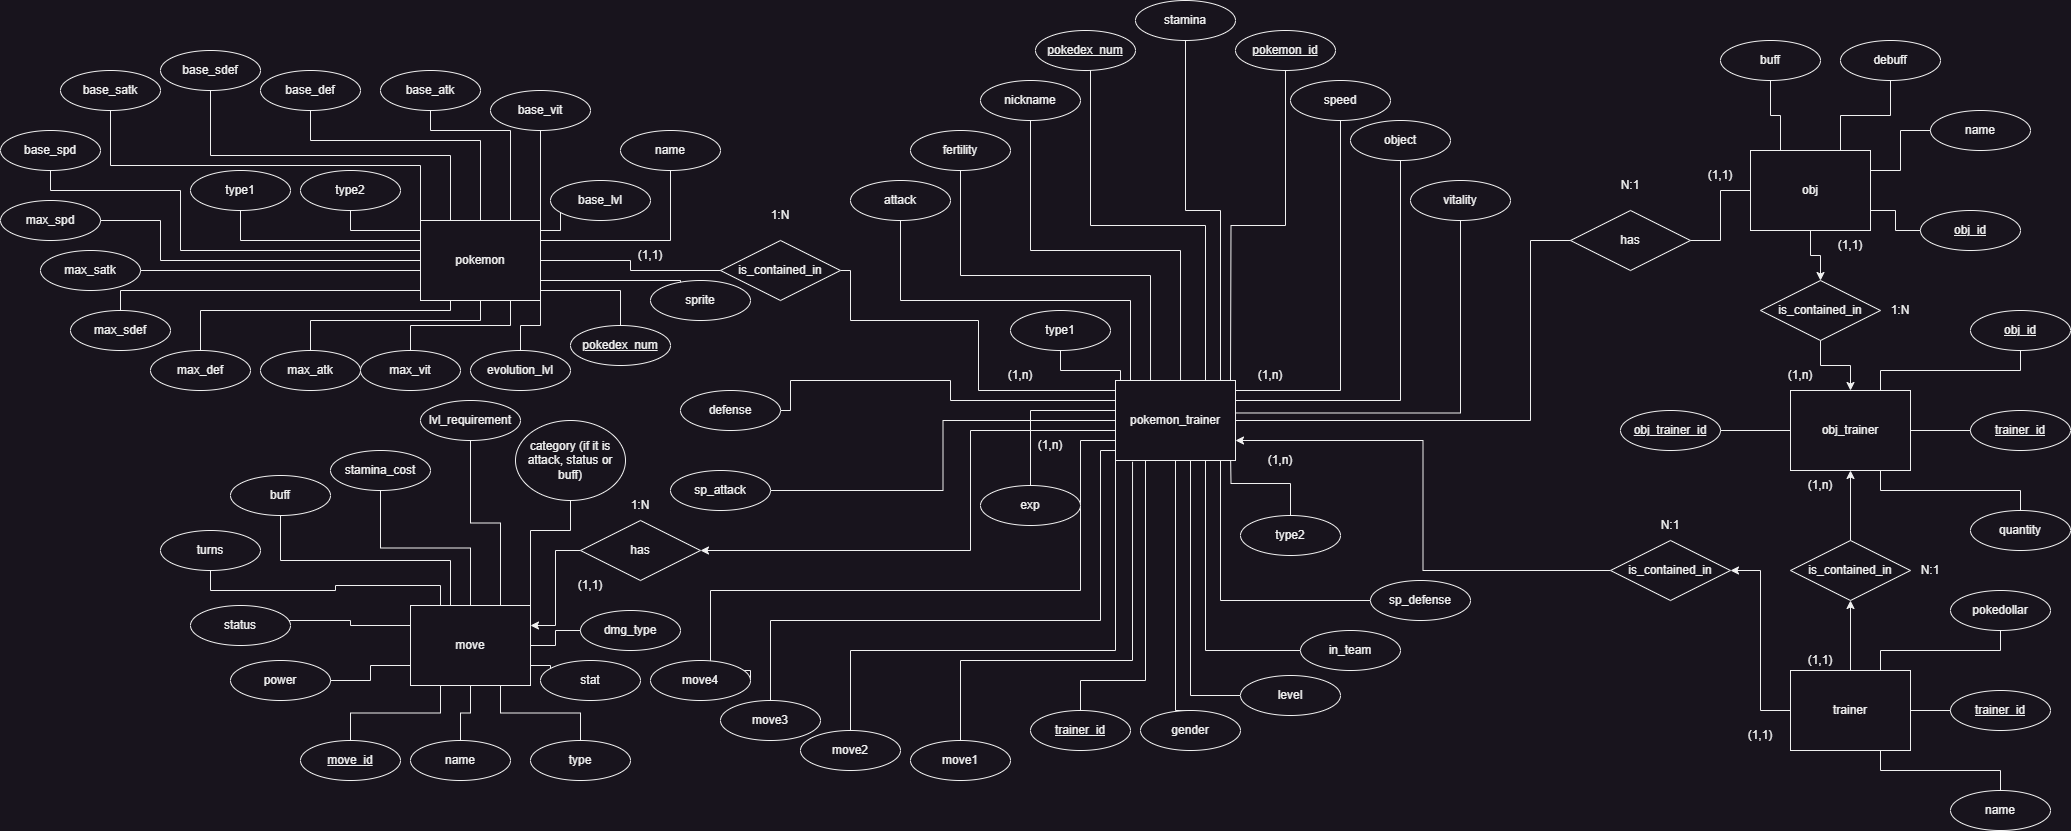 stamina
pokedex_num
pokemon_id
base_sdef
base_satk
base_def
base_atk
base_vit
buff
debuff
nickname
speed
name
base_spd
name
fertility
object
type1
type2
base_lvl
attack
vitality
N:1
(1,1)
obj
max_spd
1:N
has
obj_id
pokemon
(1,1)
is_contained_in
(1,1)
max_satk
sprite
is_contained_in
1:N
max_sdef
pokedex_num
type1
obj_id
max_def
max_atk
max_vit
evolution_lvl
(1,n)
(1,n)
(1,n)
defense
lvl_requirement
pokemon_trainer
category (if it is
attack, status or
buff)
(1,n)
(1,n)
obj_trainer_id
obj_trainer
trainer_id
stamina_cost
buff
sp_attack
exp
(1,n)
1:N
N:1
quantity
type2
turns
has
is_contained_in
is_contained_in
N:1
(1,1)
sp_defense
pokedollar
status
move
dmg_type
in_team
(1,1)
power
stat
move4
level
trainer
trainer_id
move3
trainer_id
gender
(1,1)
move2
move_id
name
type
move1
name